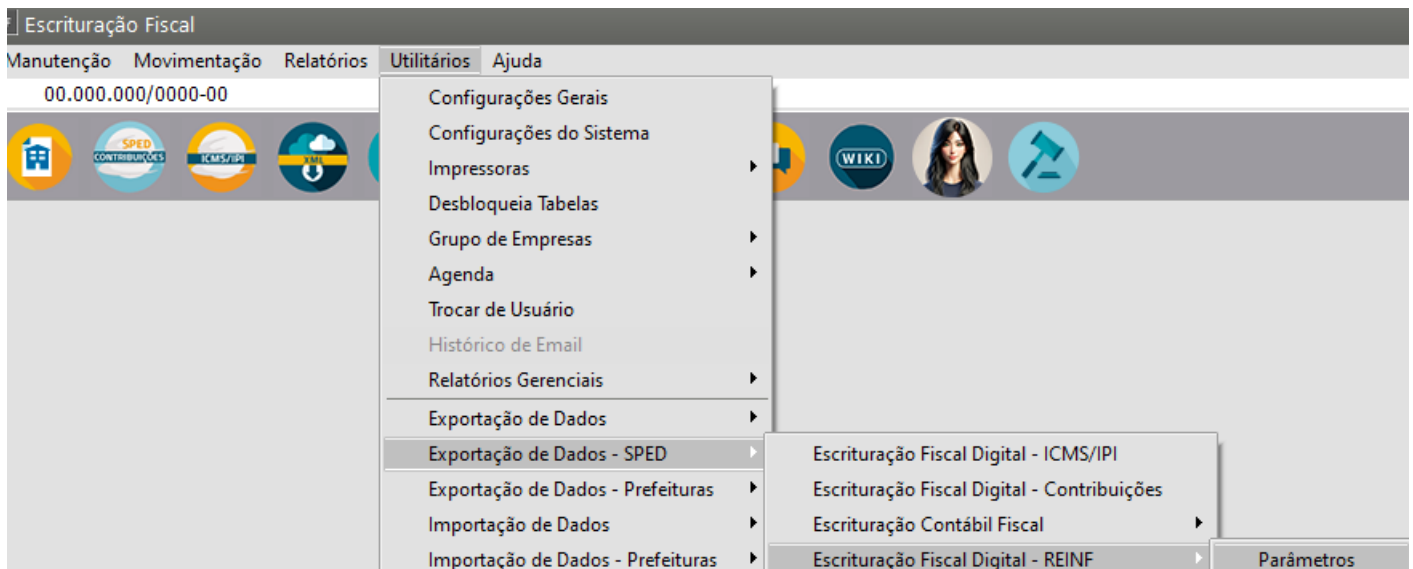 Escrituração Fiscal
Manutenção Movimentação Relatórios Utilitários Ajuda
00.000.000/0000-00
SPED CONTRIBUIÇÕES
ICMS/IPI
XML
WIKI
Configurações Gerais
Configurações do Sistema
Impressoras
Desbloqueia Tabelas
Grupo de Empresas
Agenda
Trocar de Usuário
Histórico de Email
Relatórios Gerenciais
Exportação de Dados
Exportação de Dados - SPED
Exportação de Dados - Prefeituras
Importação de Dados
Importação de Dados - Prefeituras
Escrituração Fiscal Digital - ICMS/IPI
Escrituração Fiscal Digital - Contribuições
Escrituração Contábil Fiscal
Escrituração Fiscal Digital - REINF
Parâmetros